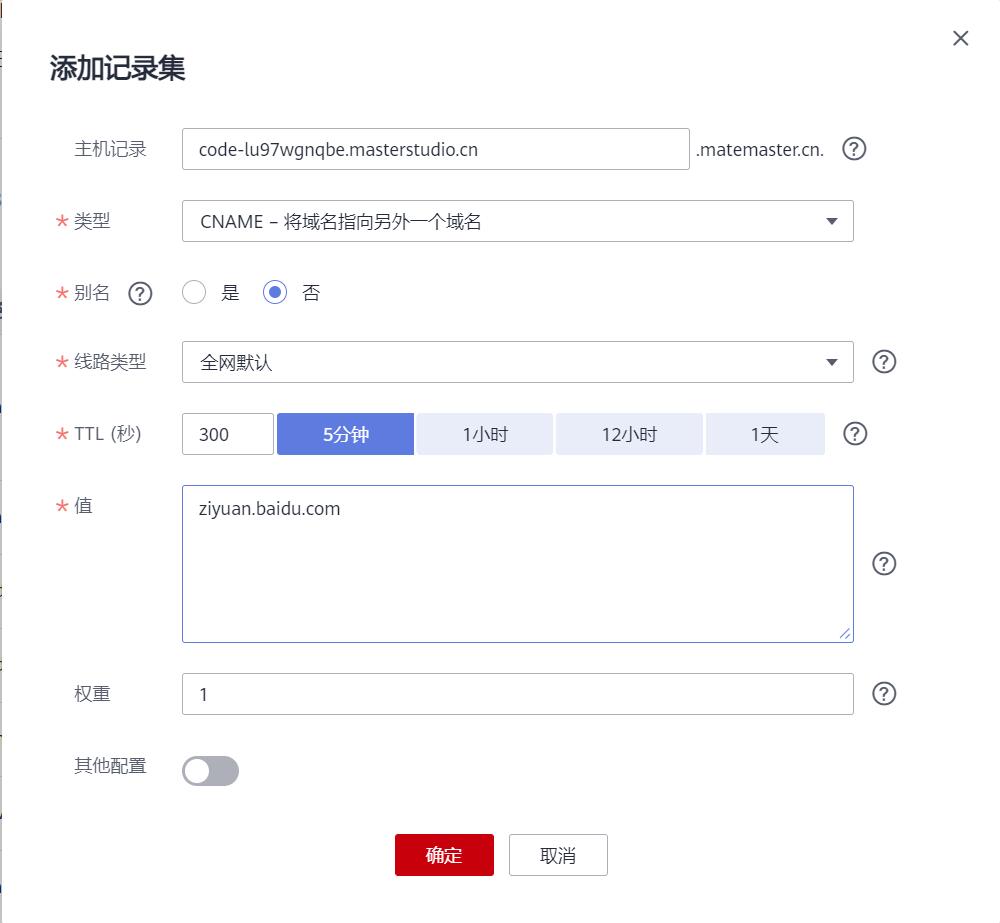 添加记录集
主机记录 code-lu97wgnqbe.masterstudio.cn .matemaster.cn. ?
* 类型 CNAME – 将域名指向另外一个域名
* 别名 ? 是 否
* 线路类型 全网默认 ?
* TTL (秒) 300 5分钟 1小时 12小时 1天 ?
* 值 ziyuan.baidu.com ?
权重 1 ?
其他配置
确定 取消